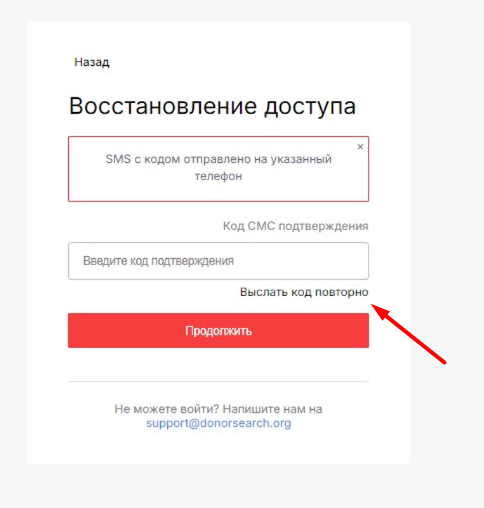 Назад
Восстановление доступа
×
SMS с кодом отправлено на указанный
телефон
Код СМС подтверждения
Введите код подтверждения
Выслать код повторно
Продолжить
Не можете войти? Напишите нам на
support@donorsearch.org